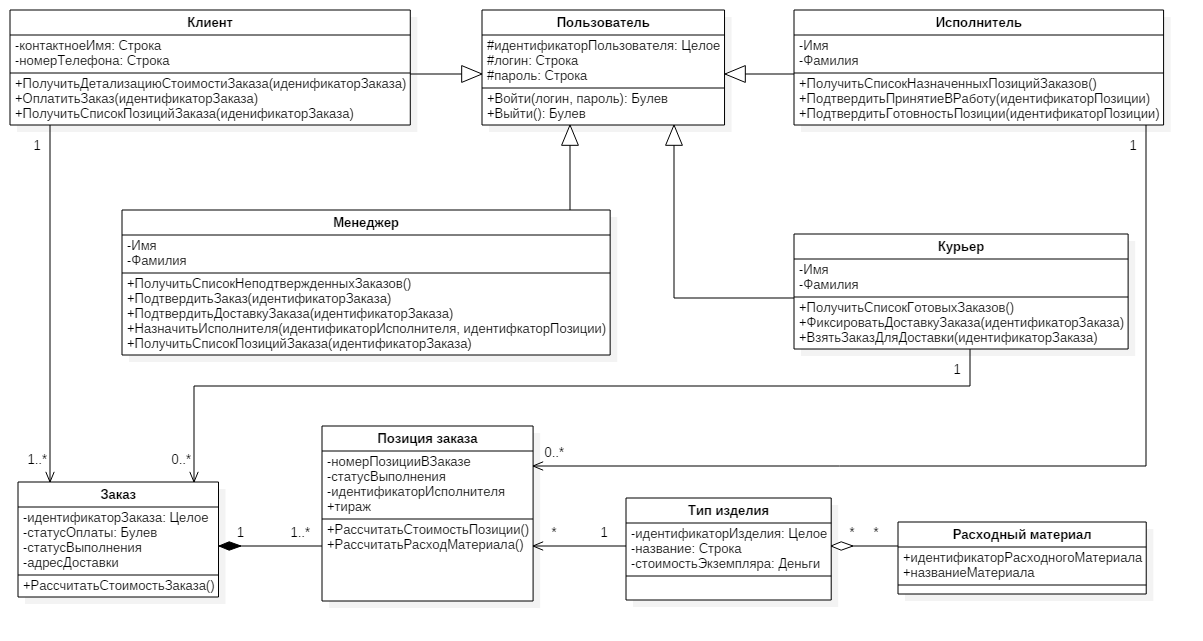 Клиент
-контактноеИмя: Строка
-номерТелефона: Строка
+ПолучитьДетализациюСтоимостиЗаказа(иденификаторЗаказа)
+ОплатитьЗаказ(идентификаторЗаказа)
+ПолучитьСписокПозицийЗаказа(иденификаторЗаказа)
Пользователь
#идентификаторПользователя: Целое
#логин: Строка
#пароль: Строка
+Войти(логин, пароль): Булев
+Выйти(): Булев
Исполнитель
-Имя
-Фамилия
+ПолучитьСписокНазначенныхПозицийЗаказов()
+ПодтвердитьПринятиеВРаботу(идентификаторПозиции)
+ПодтвердитьГотовностьПозиции(идентификаторПозиции)
1
1
Менеджер
-Имя
-Фамилия
+ПолучитьСписокНеподтвержденныхЗаказов()
+ПодтвердитьЗаказ(идентификаторЗаказа)
+ПодтвердитьДоставкуЗаказа(идентификаторЗаказа)
+НазначитьИсполнителя(идентификаторИсполнителя, идентифкаторПозиции)
+ПолучитьСписокПозицийЗаказа(идентификаторЗаказа)
Курьер
-Имя
-Фамилия
+ПолучитьСписокГотовыхЗаказов()
+ФиксироватьДоставкуЗаказа(идентификаторЗаказа)
+ВзятьЗаказДляДоставки(идентификаторЗаказа)
1
1..*
0..*
0..*
Заказ
-идентификаторЗаказа: Целое
-статусОплаты: Булев
-статусВыполнения
-адресДоставки
+РассчитатьСтоимостьЗаказа()
1
1..*
Позиция заказа
-номерПозицииВЗаказе
-статусВыполнения
-идентификаторИсполнителя
+тираж
+РассчитатьСтоимостьПозиции()
+РассчитатьРасходМатериала()
*
1
Тип изделия
-идентификаторИзделия: Целое
-название: Строка
-стоимостьЭкземпляра: Деньги
*
*
Расходный материал
+идентификаторРасходногоМатериала
+названиеМатериала